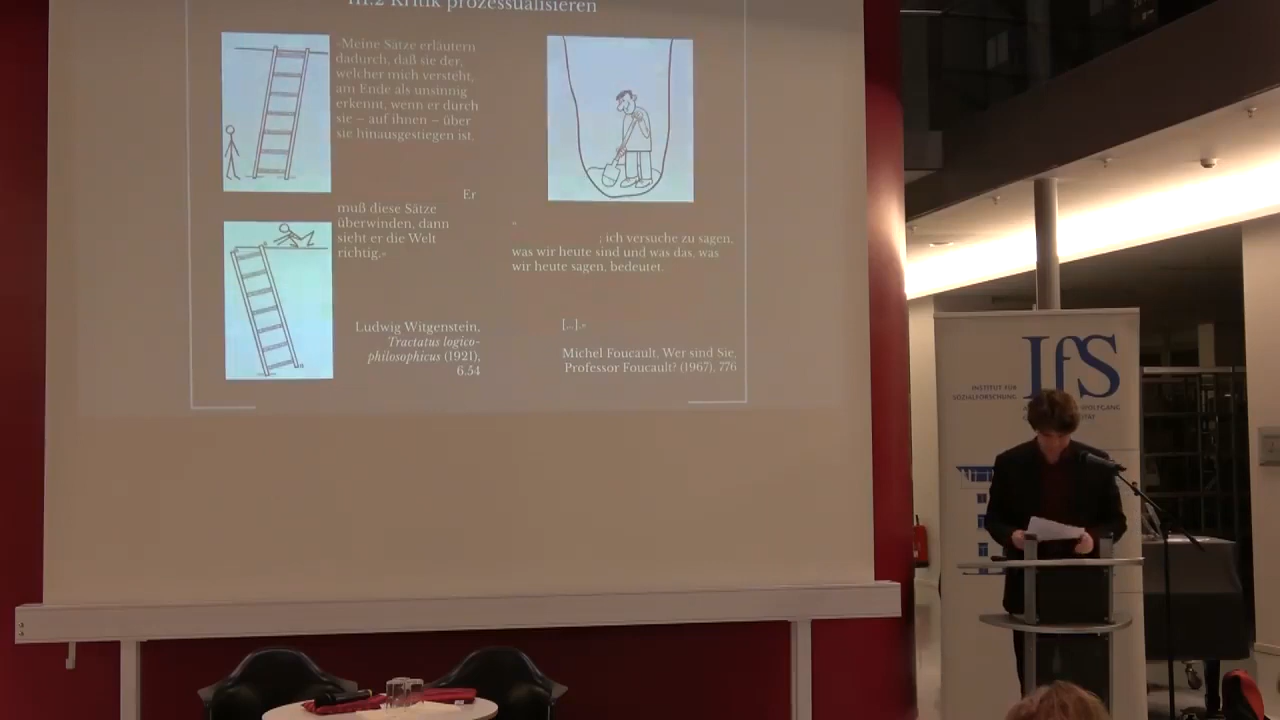 III.2 Kritik prozessualisieren
«Meine Sätze erläutern
dadurch, daß sie der,
welcher mich versteht,
am Ende als unsinnig
erkennt, wenn er durch
sie – auf ihnen – über
sie hinausgestiegen ist.
Er
muß diese Sätze
überwinden, dann
sieht er die Welt
richtig.»
Ludwig Witgenstein,
Tractatus logico-
philosophicus (1921),
6.54
«
; ich versuche zu sagen,
was wir heute sind und was das, was
wir heute sagen, bedeutet.
[...].»
Michel Foucault, Wer sind Sie,
Professor Foucault? (1967), 776
IfS
INSTITUT FÜR
SOZIALFORSCHUNG